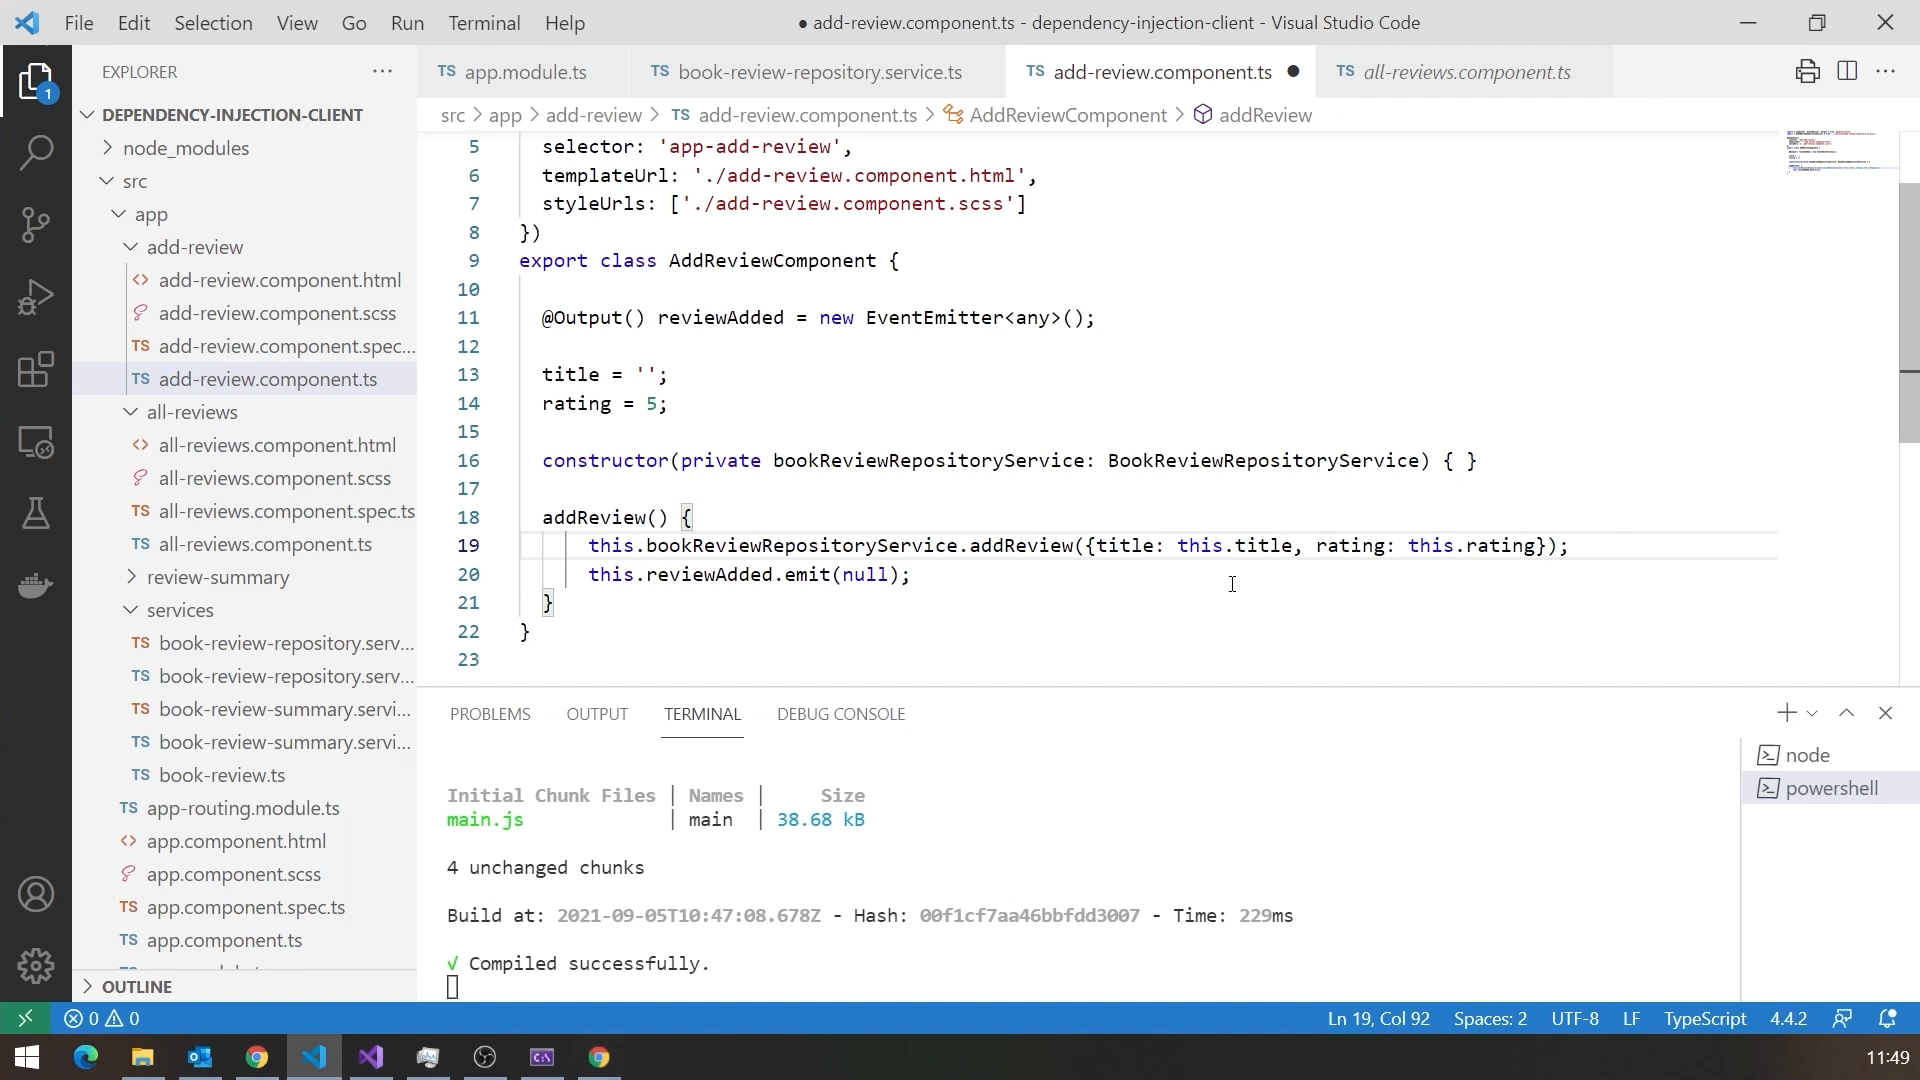 File Edit Selection View Go Run Terminal Help
● add-review.component.ts - dependency-injection-client - Visual Studio Code
EXPLORER
1
DEPENDENCY-INJECTION-CLIENT
node_modules
src
app
add-review
<> add-review.component.html
add-review.component.scss
TS add-review.component.spec...
TS add-review.component.ts
all-reviews
<> all-reviews.component.html
all-reviews.component.scss
TS all-reviews.component.spec.ts
TS all-reviews.component.ts
review-summary
services
TS book-review-repository.serv...
TS book-review-repository.serv...
TS book-review-summary.servi...
TS book-review-summary.servi...
TS book-review.ts
TS app-routing.module.ts
<> app.component.html
app.component.scss
TS app.component.spec.ts
TS app.component.ts
OUTLINE
TS app.module.ts
TS book-review-repository.service.ts
TS add-review.component.ts ●
TS all-reviews.component.ts
src > app > add-review > TS add-review.component.ts > AddReviewComponent > addReview
5 selector: 'app-add-review',
6 templateUrl: './add-review.component.html',
7 styleUrls: ['./add-review.component.scss']
8 })
9 export class AddReviewComponent {
10
11 @Output() reviewAdded = new EventEmitter<any>();
12
13 title = '';
14 rating = 5;
15
16 constructor(private bookReviewRepositoryService: BookReviewRepositoryService) { }
17
18 addReview() {
19 this.bookReviewRepositoryService.addReview({title: this.title, rating: this.rating});
20 this.reviewAdded.emit(null);
21 }
22 }
23
PROBLEMS OUTPUT TERMINAL DEBUG CONSOLE
Initial Chunk Files | Names | Size
main.js | main | 38.68 kB
4 unchanged chunks
Build at: 2021-09-05T10:47:08.678Z - Hash: 00f1cf7aa46bbfdd3007 - Time: 229ms
√ Compiled successfully.
node
powershell
0 0
Ln 19, Col 92 Spaces: 2 UTF-8 LF TypeScript 4.4.2
11:49